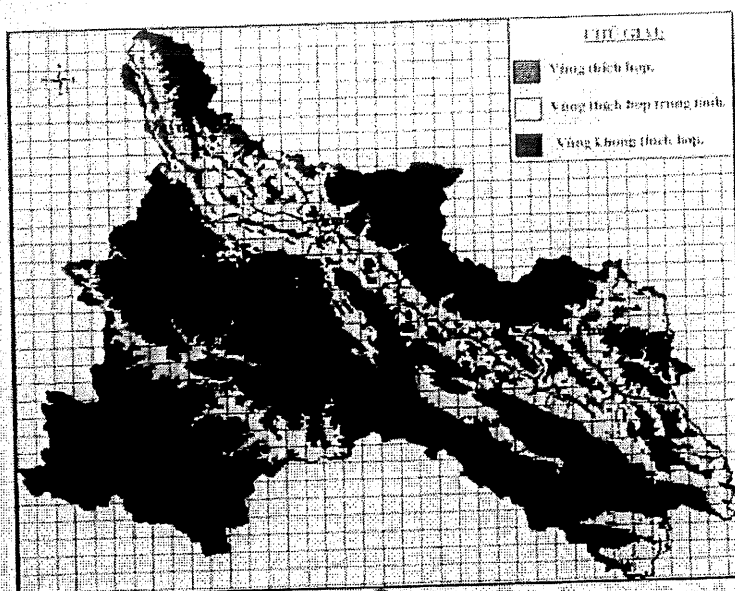 CHÚ GIẢI:
Vùng thích hợp.
Vùng thích hợp trung bình.
Vùng không thích hợp.